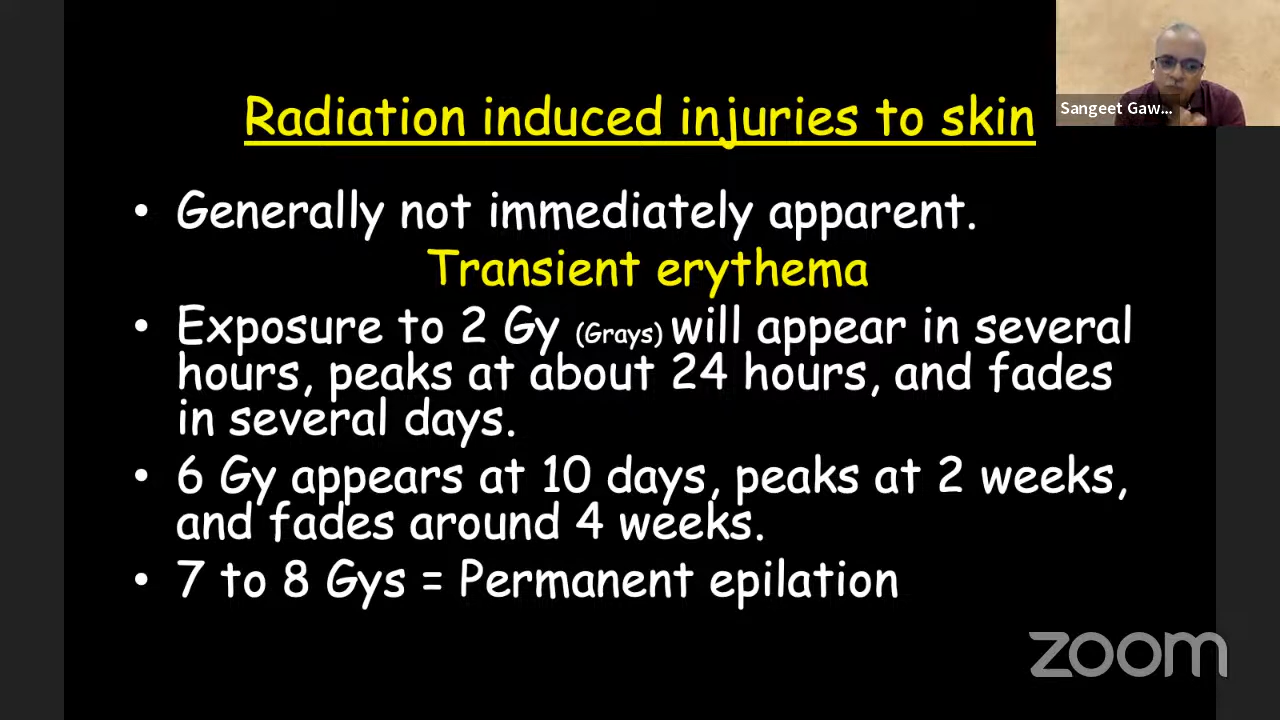 Sangeet Gaw...
Radiation induced injuries to skin
• Generally not immediately apparent.
Transient erythema
• Exposure to 2 Gy (Grays) will appear in several
hours, peaks at about 24 hours, and fades
in several days.
• 6 Gy appears at 10 days, peaks at 2 weeks,
and fades around 4 weeks.
• 7 to 8 Gys = Permanent epilation
zoom